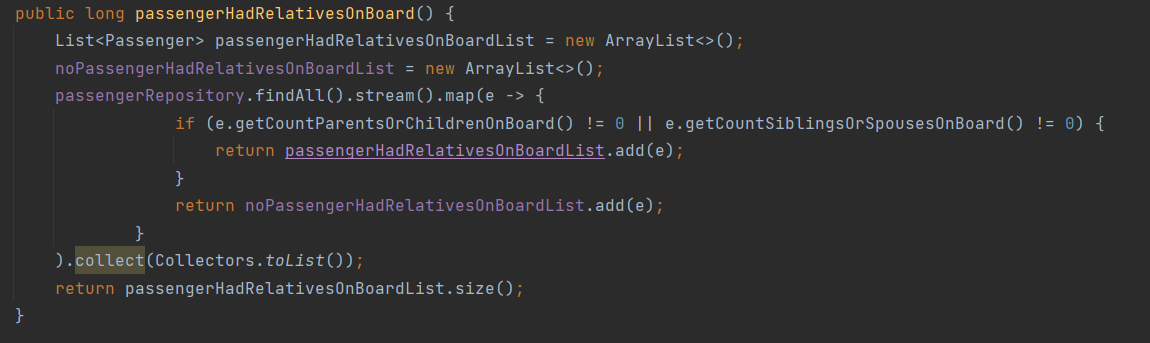 public long passengerHadRelativesOnBoard() {
List<Passenger> passengerHadRelativesOnBoardList = new ArrayList<>();
noPassengerHadRelativesOnBoardList = new ArrayList<>();
passengerRepository.findAll().stream().map(e -> {
if (e.getCountParentsOrChildrenOnBoard() != 0 || e.getCountSiblingsOrSpousesOnBoard() != 0) {
return passengerHadRelativesOnBoardList.add(e);
}
return noPassengerHadRelativesOnBoardList.add(e);
}
).collect(Collectors.toList());
return passengerHadRelativesOnBoardList.size();
}